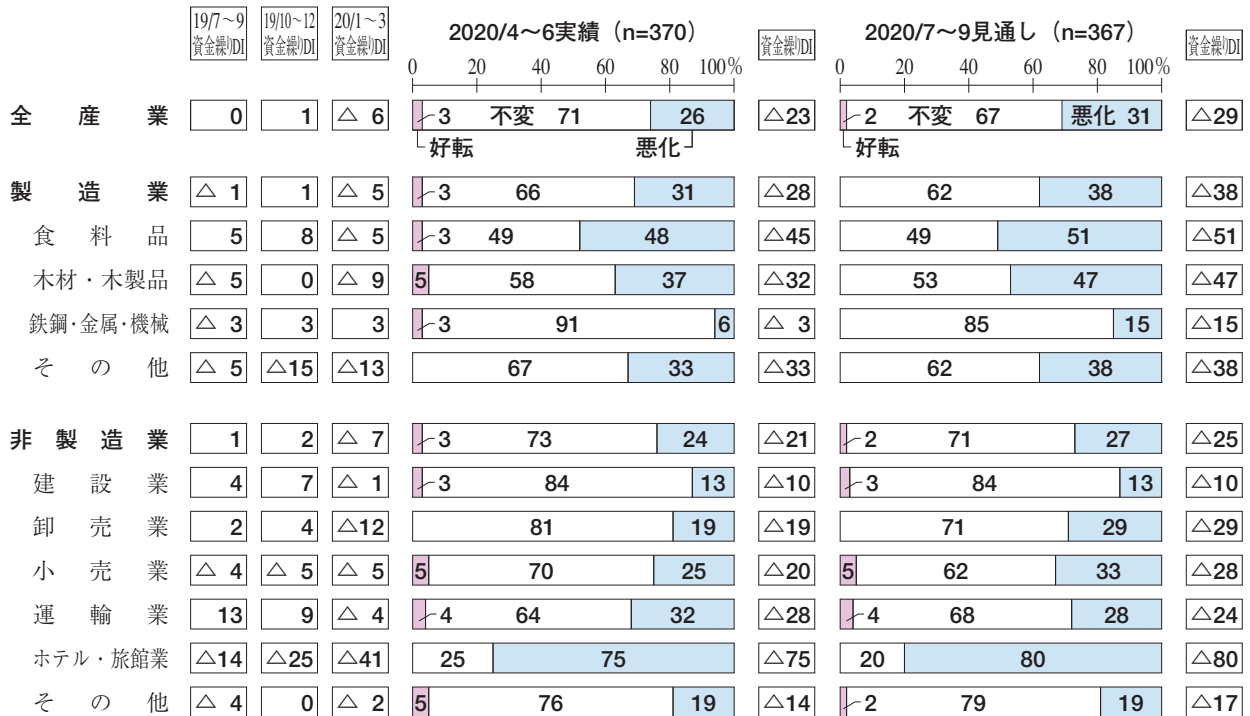 19/7～9 資金繰りDI 19/10～12 資金繰りDI 20/1～3 資金繰りDI 2020/4～6実績（n=370） 資金繰りDI 2020/7～9見通し（n=367） 資金繰りDI
0 20 40 60 80 100% 0 20 40 60 80 100%
全産業 0 1 △6 3 不変 71 26 △23 2 不変 67 悪化 31 △29
好転 悪化 好転
製造業 △1 1 △5 3 66 31 △28 62 38 △38
食料品 5 8 △5 3 49 48 △45 49 51 △51
木材・木製品 △5 0 △9 5 58 37 △32 53 47 △47
鉄鋼・金属・機械 △3 3 3 3 91 6 △3 85 15 △15
その他 △5 △15 △13 67 33 △33 62 38 △38
非製造業 1 2 △7 3 73 24 △21 2 71 27 △25
建設業 4 7 △1 3 84 13 △10 3 84 13 △10
卸売業 2 4 △12 81 19 △19 71 29 △29
小売業 △4 △5 △5 5 70 25 △20 5 62 33 △28
運輸業 13 9 △4 4 64 32 △28 4 68 28 △24
ホテル・旅館業 △14 △25 △41 25 75 △75 20 80 △80
その他 △4 0 △2 5 76 19 △14 2 79 19 △17